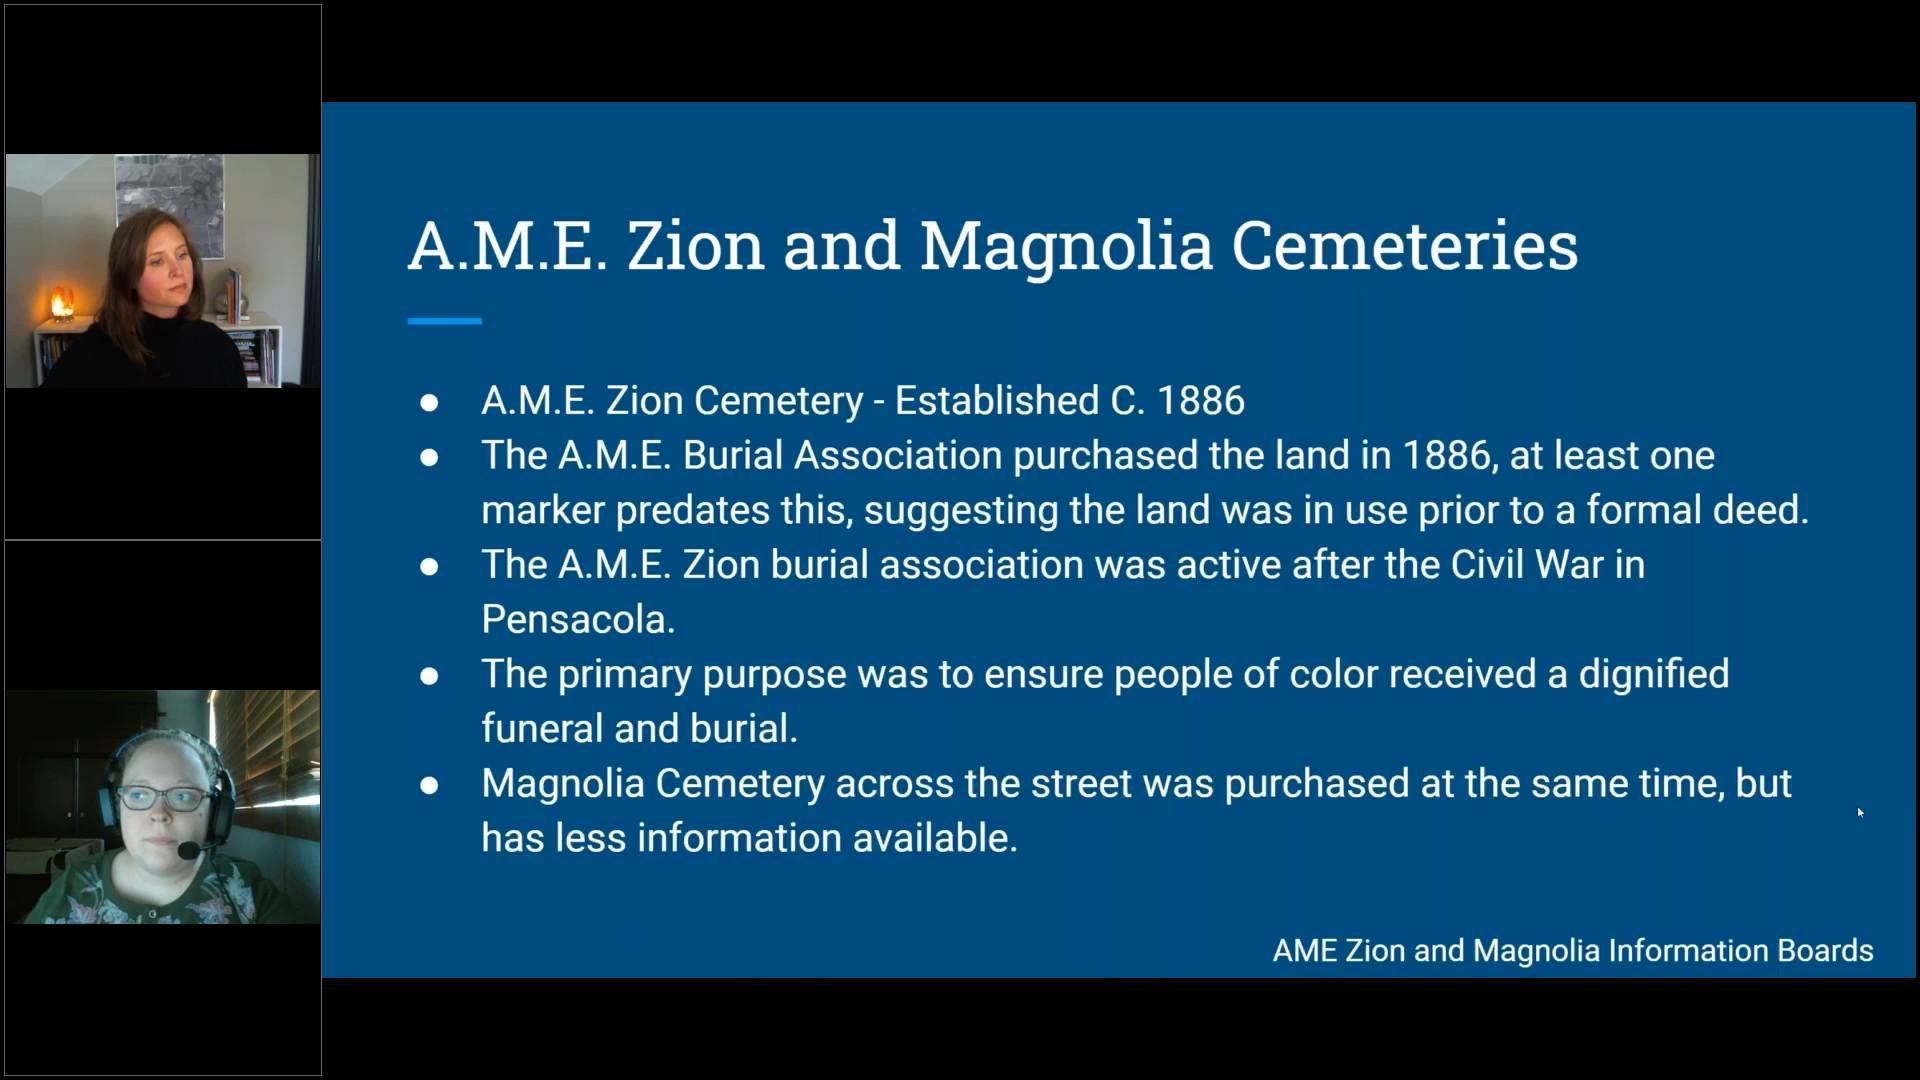 A.M.E. Zion and Magnolia Cemeteries
● A.M.E. Zion Cemetery - Established C. 1886
● The A.M.E. Burial Association purchased the land in 1886, at least one
marker predates this, suggesting the land was in use prior to a formal deed.
● The A.M.E. Zion burial association was active after the Civil War in
Pensacola.
● The primary purpose was to ensure people of color received a dignified
funeral and burial.
● Magnolia Cemetery across the street was purchased at the same time, but
has less information available.
AME Zion and Magnolia Information Boards